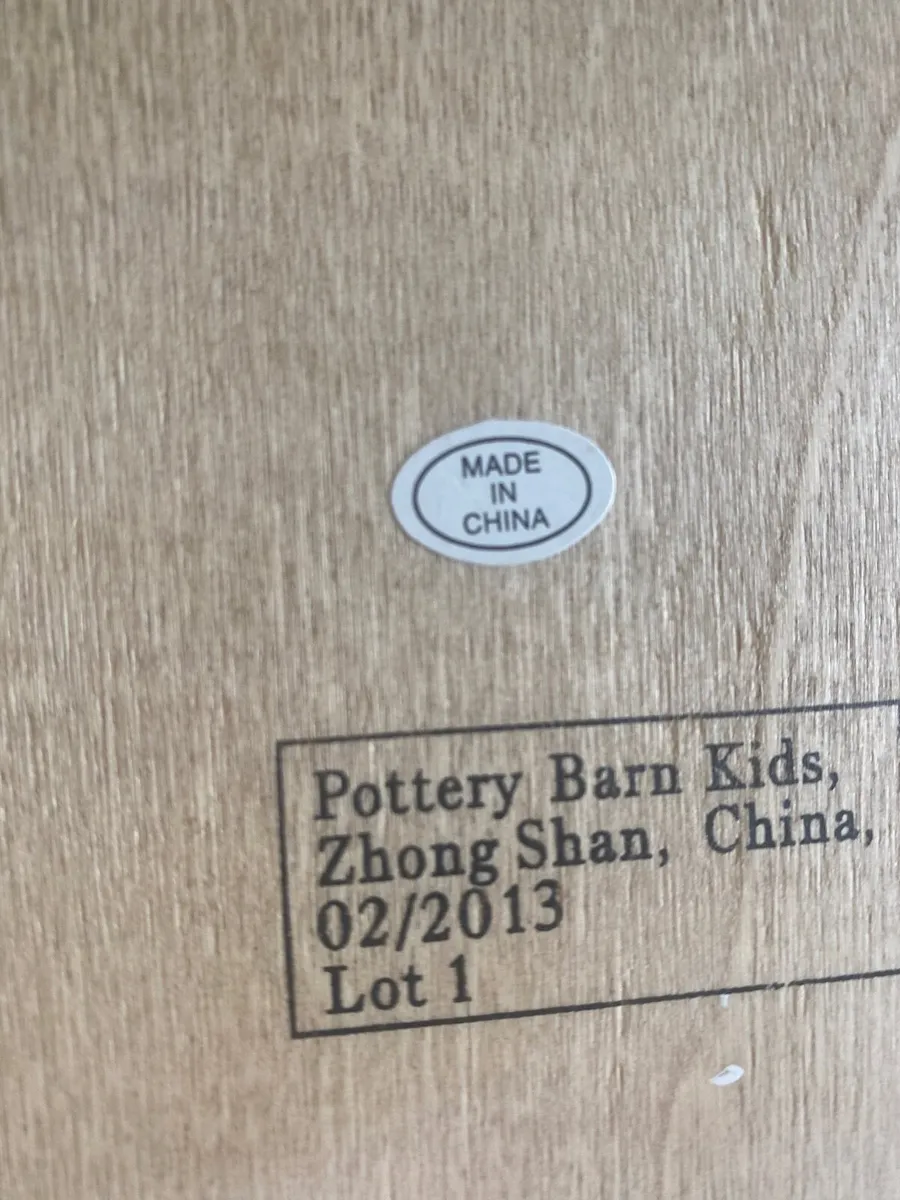 MADE
IN
CHINA
Pottery Barn Kids,
Zhong Shan, China,
02/2013
Lot 1